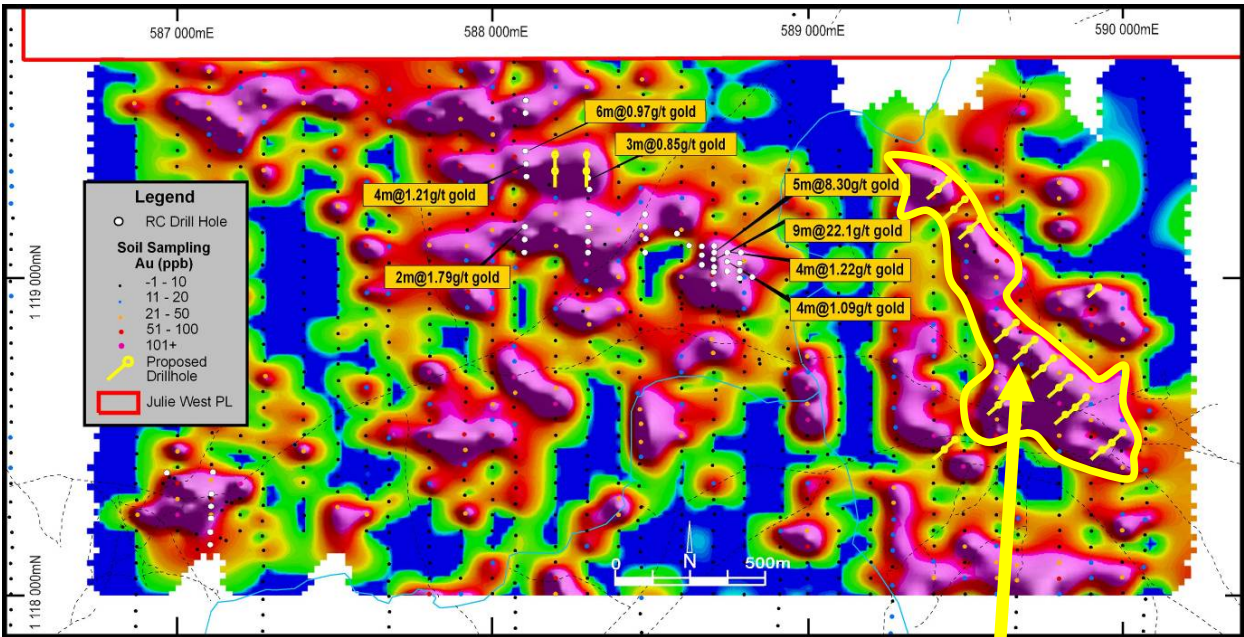 587 000mE
588 000mE
589 000mE
590 000mE
6m@0.97g/t gold
3m@0.85g/t gold
4m@1.21g/t gold
5m@8.30g/t gold
9m@22.1g/t gold
2m@1.79g/t gold
4m@1.22g/t gold
4m@1.09g/t gold
1 119 000mN
1 118 000mN
Legend
RC Drill Hole
Soil Sampling
Au (ppb)
-1 - 10
11 - 20
21 - 50
51 - 100
101+
Proposed
Drillhole
Julie West PL
0 N 500m